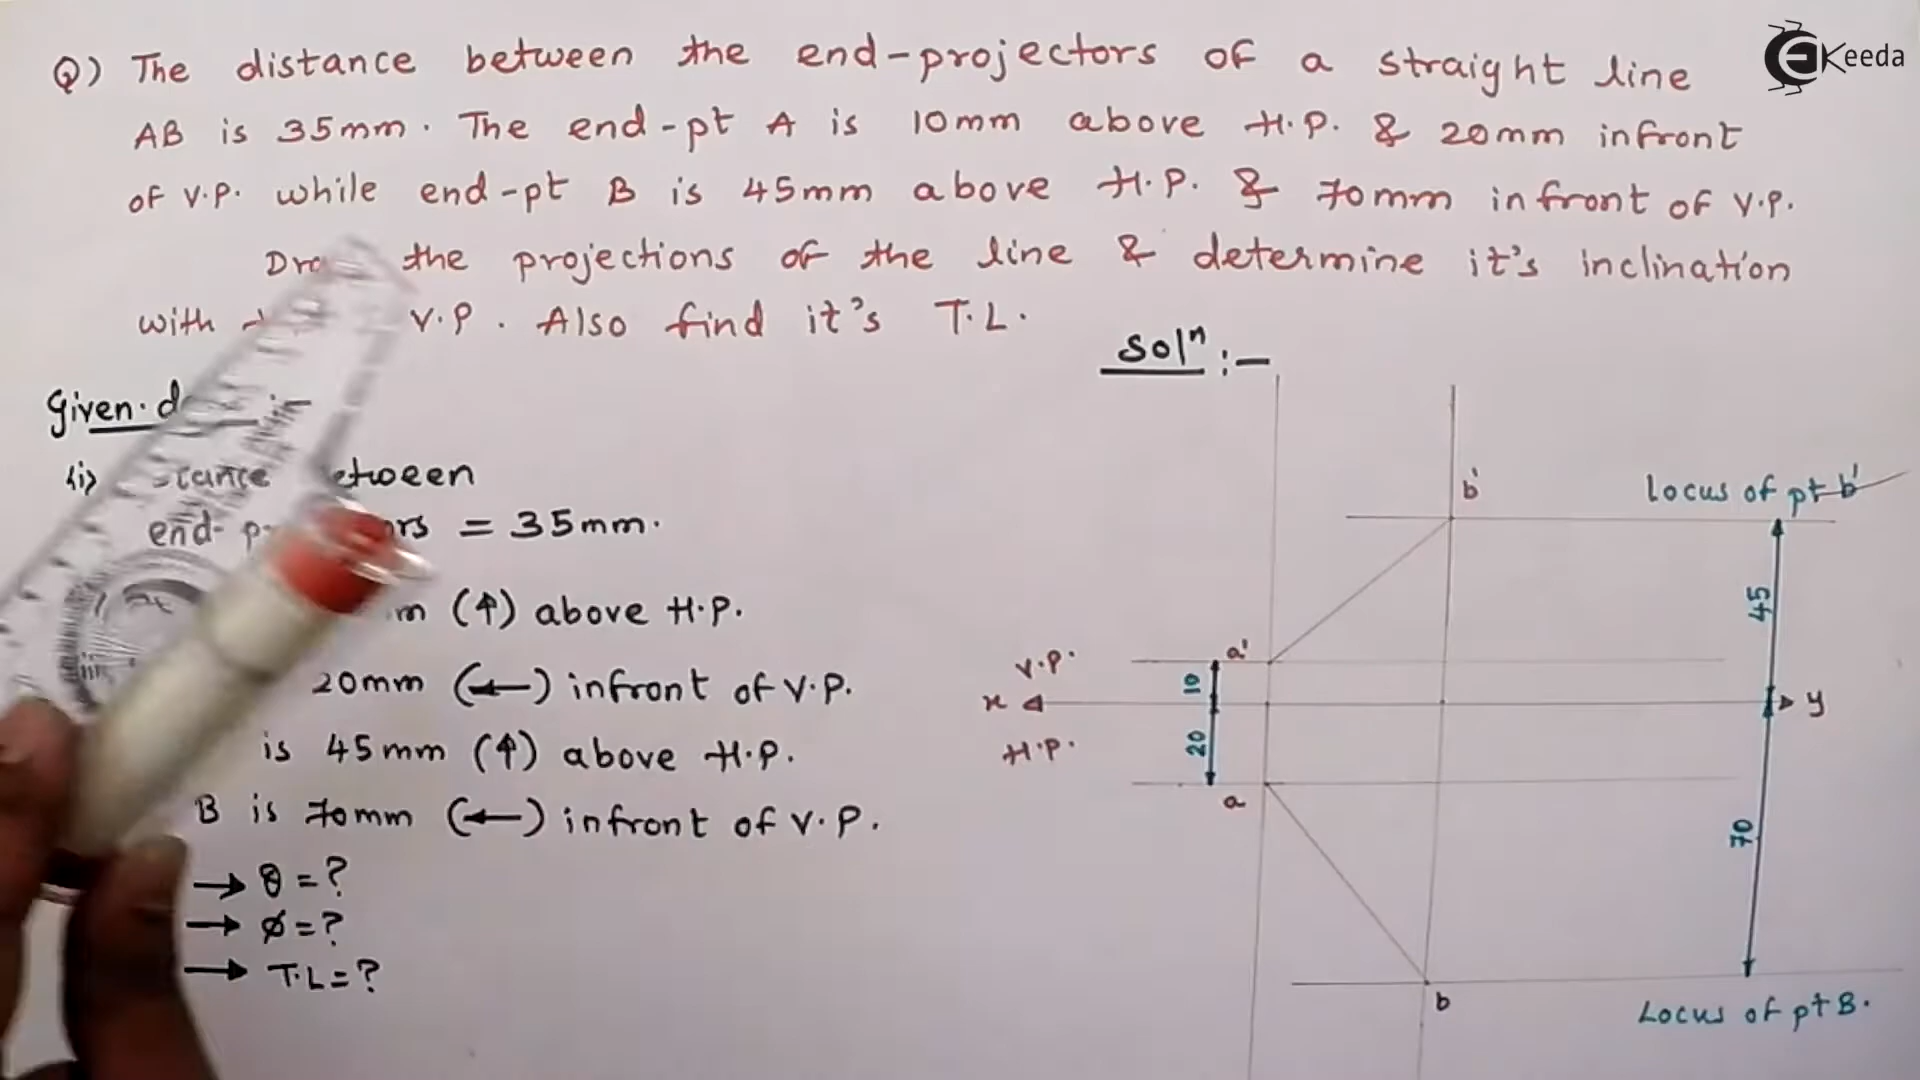 Q) The distance between the end-projectors of a straight line
Keeda
AB is 35mm. The end-pt A is 10mm above H.P. & 20mm infront
of V.P. while end-pt B is 45mm above H.P. & 70mm infront of V.P.
the projections of the line & determine it's inclination
with V.P. Also find it's T.L.
Solⁿ :-
Given
(i)
end- = 35mm.
(↑) above H.P.
20mm (←) infront of V.P.
is 45mm (↑) above H.P.
B is 70mm (←) infront of V.P.
→ θ = ?
→ Ø = ?
→ T.L = ?
b'
Locus of pt b'
45
V.P.
a'
10
x
y
H.P.
20
a
70
b
Locus of pt B.